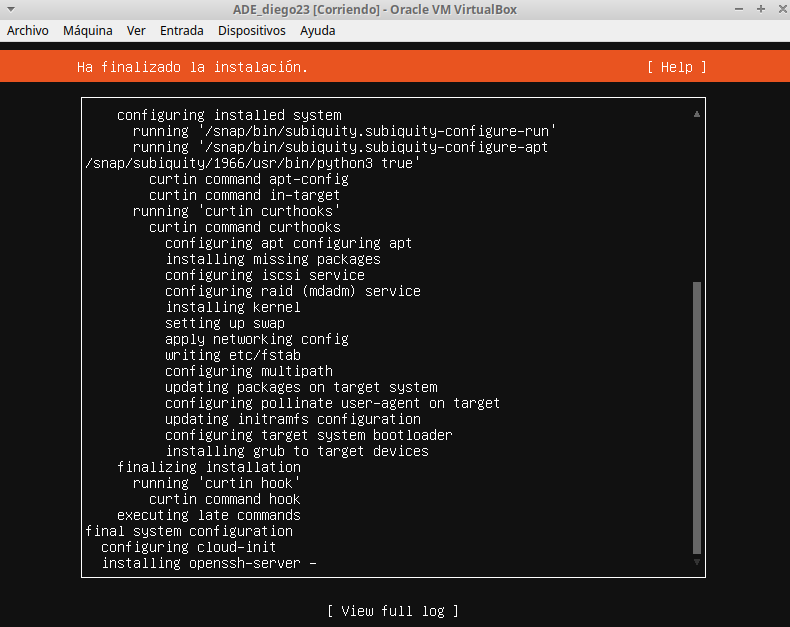 ADE_diego23 [Corriendo] - Oracle VM VirtualBox
Archivo Máquina Ver Entrada Dispositivos Ayuda
Ha finalizado la instalación. [ Help ]
configuring installed system
running '/snap/bin/subiquity.subiquity-configure-run'
running '/snap/bin/subiquity.subiquity-configure-apt
/snap/subiquity/1966/usr/bin/python3 true'
curtin command apt-config
curtin command in-target
running 'curtin curthooks'
curtin command curthooks
configuring apt configuring apt
installing missing packages
configuring iscsi service
configuring raid (mdadm) service
installing kernel
setting up swap
apply networking config
writing etc/fstab
configuring multipath
updating packages on target system
configuring pollinate user-agent on target
updating initramfs configuration
configuring target system bootloader
installing grub to target devices
finalizing installation
running 'curtin hook'
curtin command hook
executing late commands
final system configuration
configuring cloud-init
installing openssh-server -
[ View full log ]